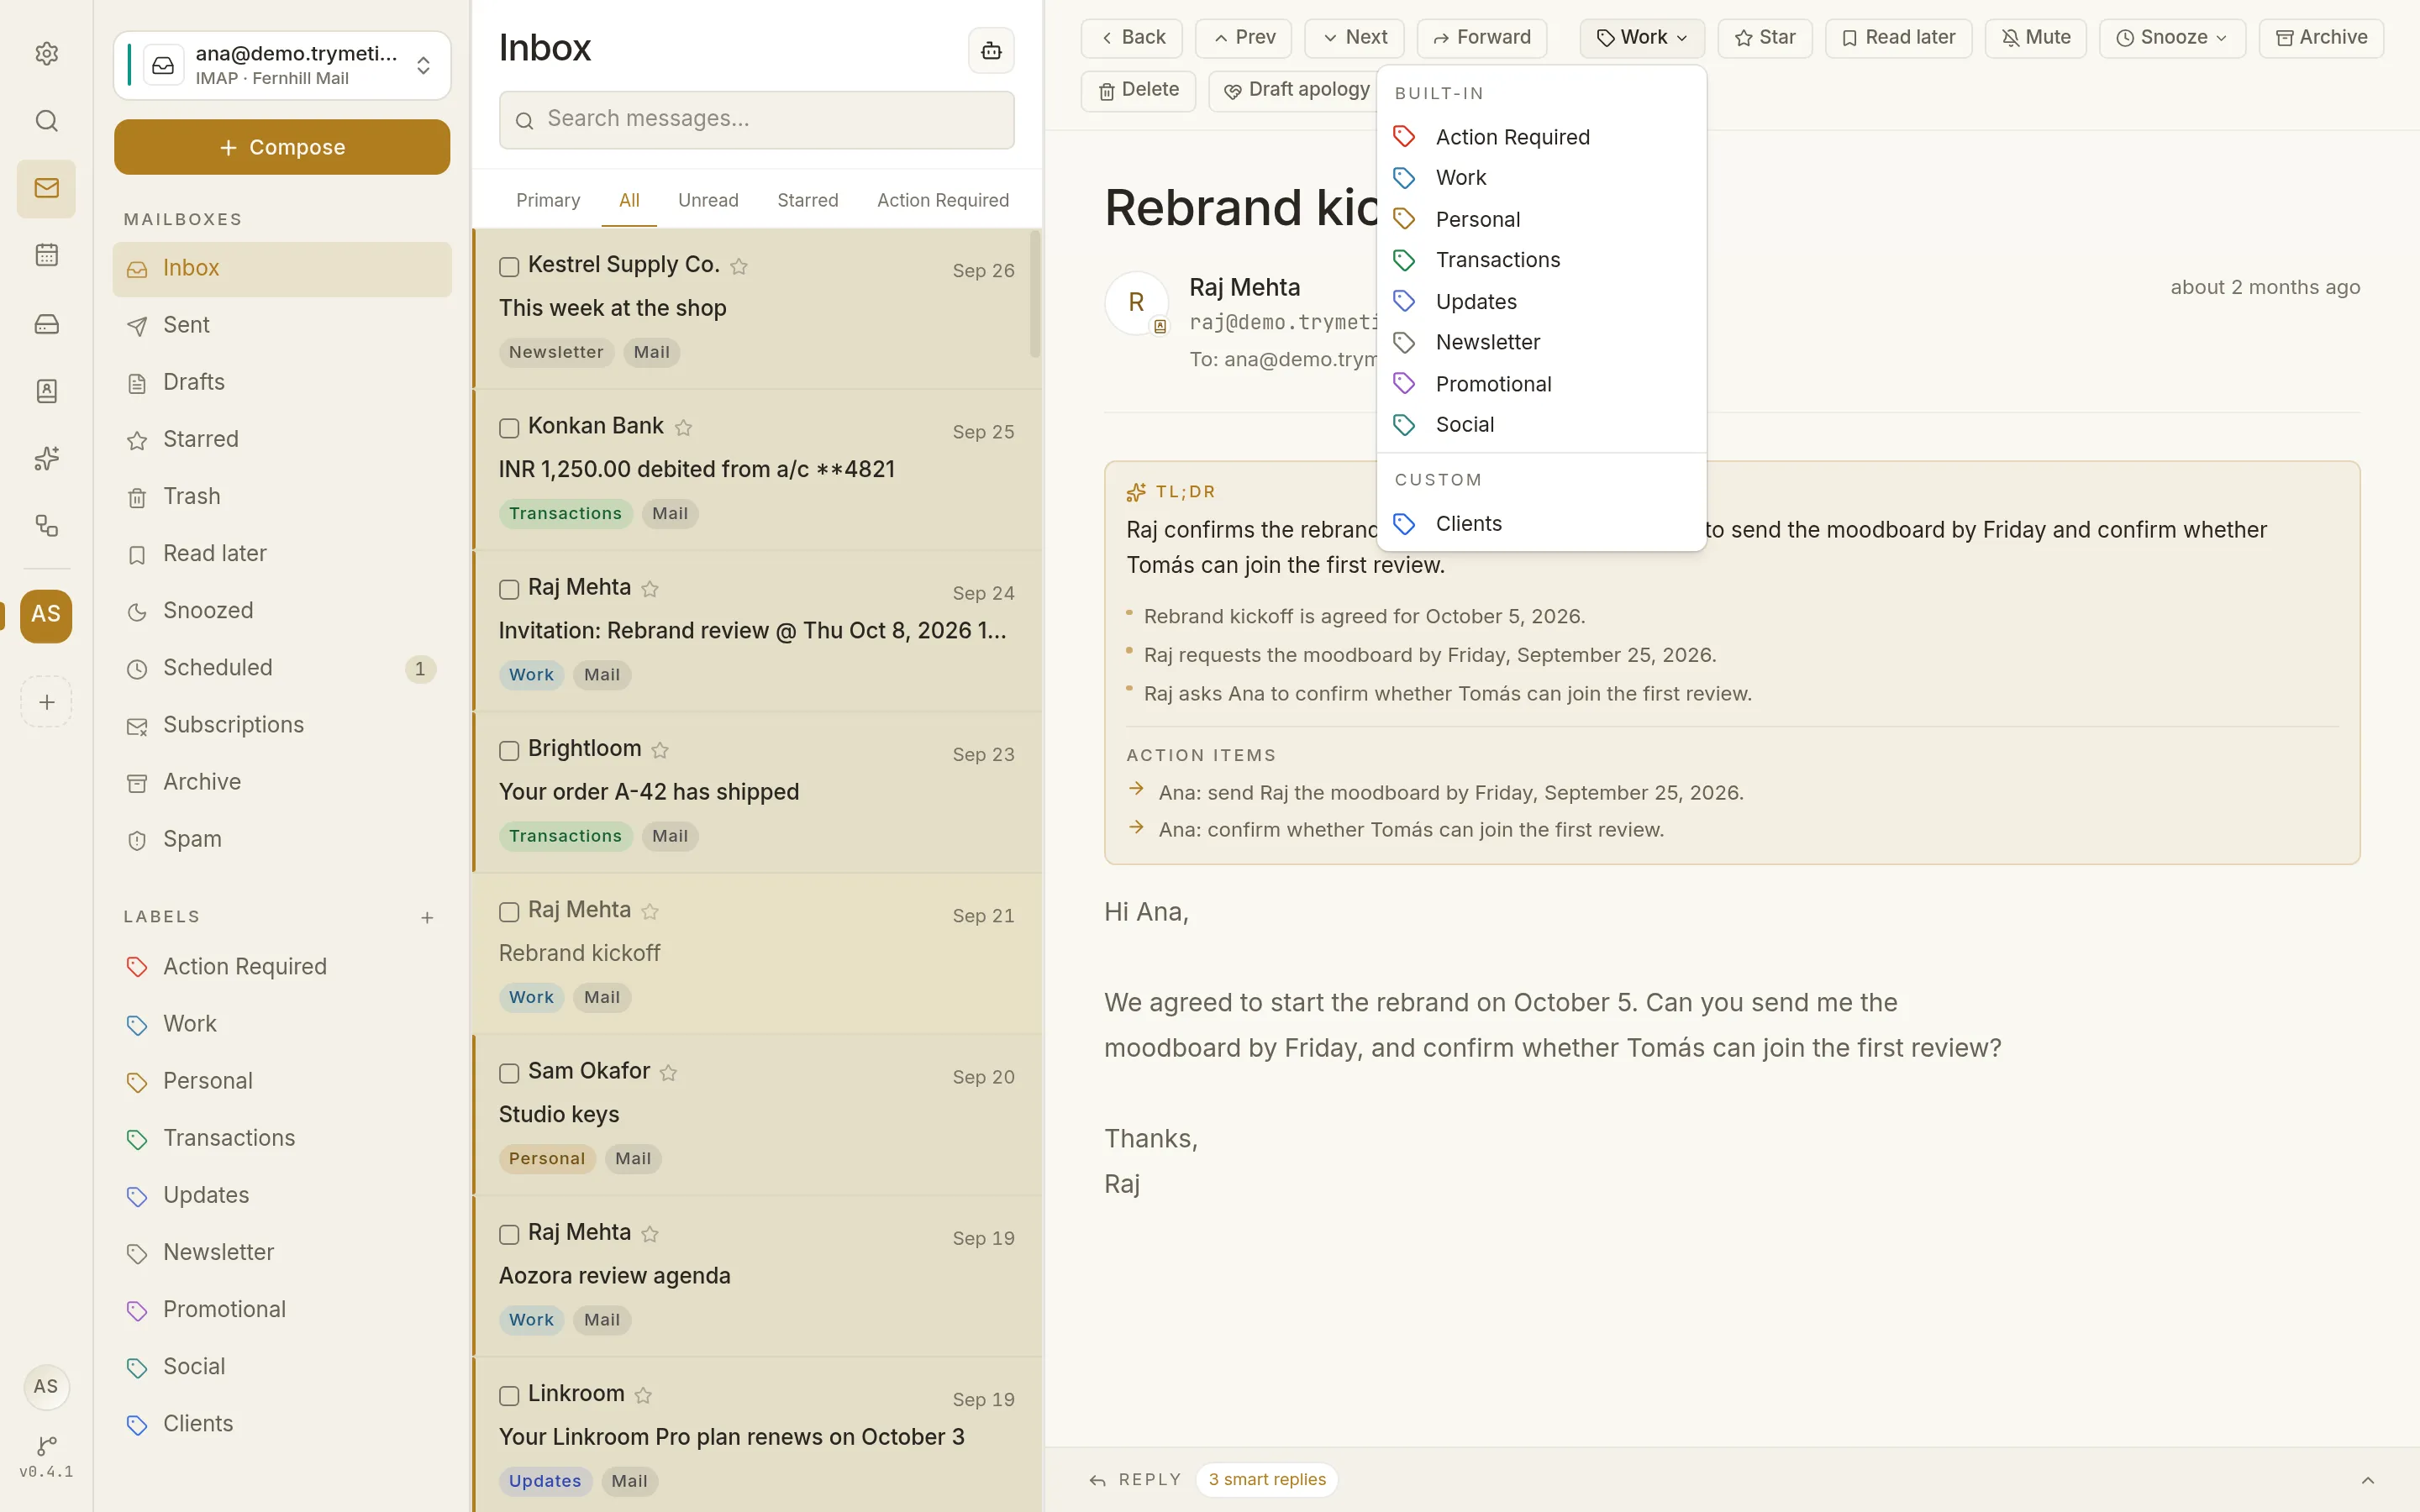 ana@demo.trymeti...
IMAP · Fernhill Mail
Compose
MAILBOXES
Inbox
Sent
Drafts
Starred
Trash
Read later
Snoozed
Scheduled 1
Subscriptions
Archive
Spam
LABELS
Action Required
Work
Personal
Transactions
Updates
Newsletter
Promotional
Social
Clients
AS
AS
v0.4.1
Inbox
Search messages...
Primary All Unread Starred Action Required
Kestrel Supply Co. Sep 26
This week at the shop
Newsletter Mail
Konkan Bank Sep 25
INR 1,250.00 debited from a/c **4821
Transactions Mail
Raj Mehta Sep 24
Invitation: Rebrand review @ Thu Oct 8, 2026 1...
Work Mail
Brightloom Sep 23
Your order A-42 has shipped
Transactions Mail
Raj Mehta Sep 21
Rebrand kickoff
Work Mail
Sam Okafor Sep 20
Studio keys
Personal Mail
Raj Mehta Sep 19
Aozora review agenda
Work Mail
Linkroom Sep 19
Your Linkroom Pro plan renews on October 3
Updates Mail
Back Prev Next Forward Work Star Read later Mute Snooze Archive
Delete Draft apology
BUILT-IN
Action Required
Work
Personal
Transactions
Updates
Newsletter
Promotional
Social
CUSTOM
Clients
Rebrand kic
R
Raj Mehta about 2 months ago
raj@demo.trymeti
To: ana@demo.trym
TL;DR
Raj confirms the rebrand to send the moodboard by Friday and confirm whether
Tomás can join the first review.
Rebrand kickoff is agreed for October 5, 2026.
Raj requests the moodboard by Friday, September 25, 2026.
Raj asks Ana to confirm whether Tomás can join the first review.
ACTION ITEMS
Ana: send Raj the moodboard by Friday, September 25, 2026.
Ana: confirm whether Tomás can join the first review.
Hi Ana,
We agreed to start the rebrand on October 5. Can you send me the
moodboard by Friday, and confirm whether Tomás can join the first review?
Thanks,
Raj
REPLY 3 smart replies